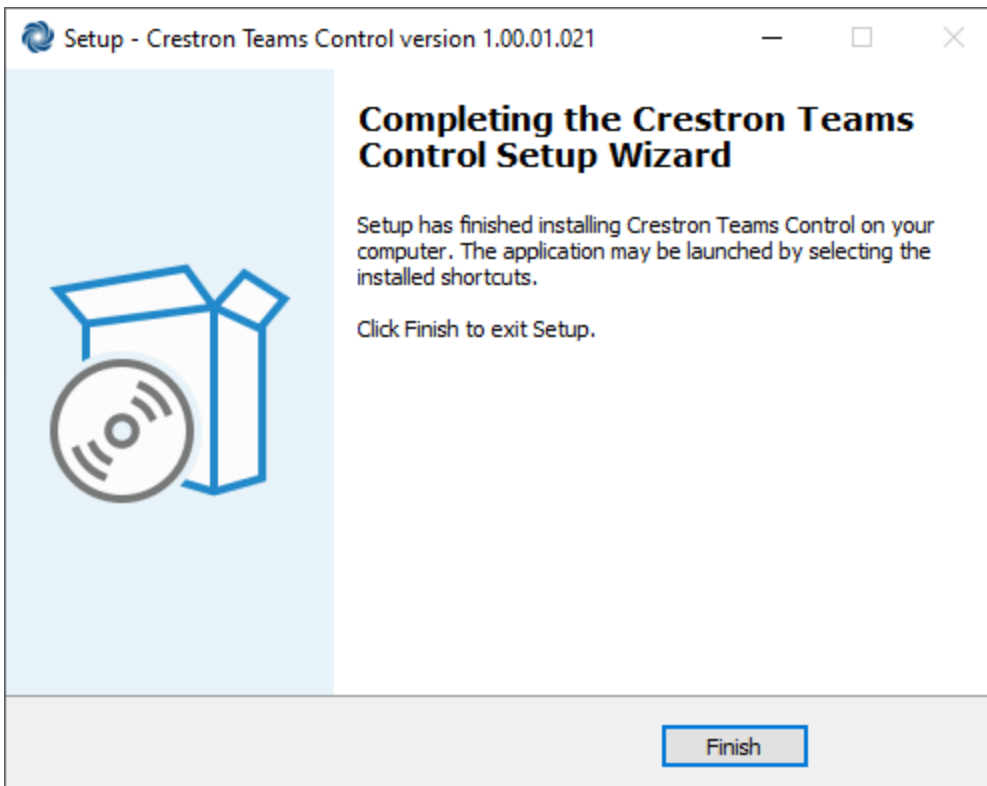 Setup - Crestron Teams Control version 1.00.01.021
Completing the Crestron Teams
Control Setup Wizard
Setup has finished installing Crestron Teams Control on your
computer. The application may be launched by selecting the
installed shortcuts.
Click Finish to exit Setup.
Finish